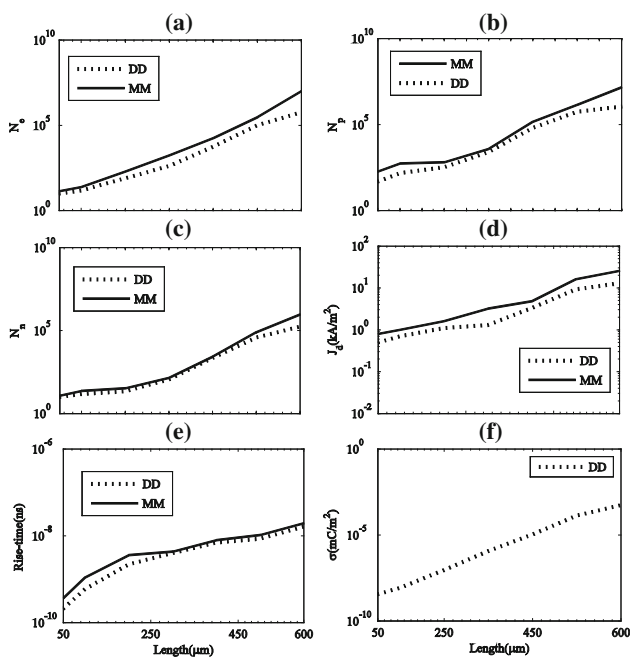 (a)
10^10
10^5
10^0
N_e
DD
MM
(b)
10^10
10^5
10^0
N_p
MM
DD
(c)
10^10
10^5
10^0
N_n
DD
MM
(d)
10^2
10^1
10^0
10^-1
10^-2
J_d(kA/m^2)
DD
MM
(e)
10^-6
10^-8
10^-10
Rise-time(ns)
DD
MM
50 250 450 600
Length(μm)
(f)
10^0
10^-5
10^-10
σ(mC/m^2)
DD
50 250 450 600
Length(μm)